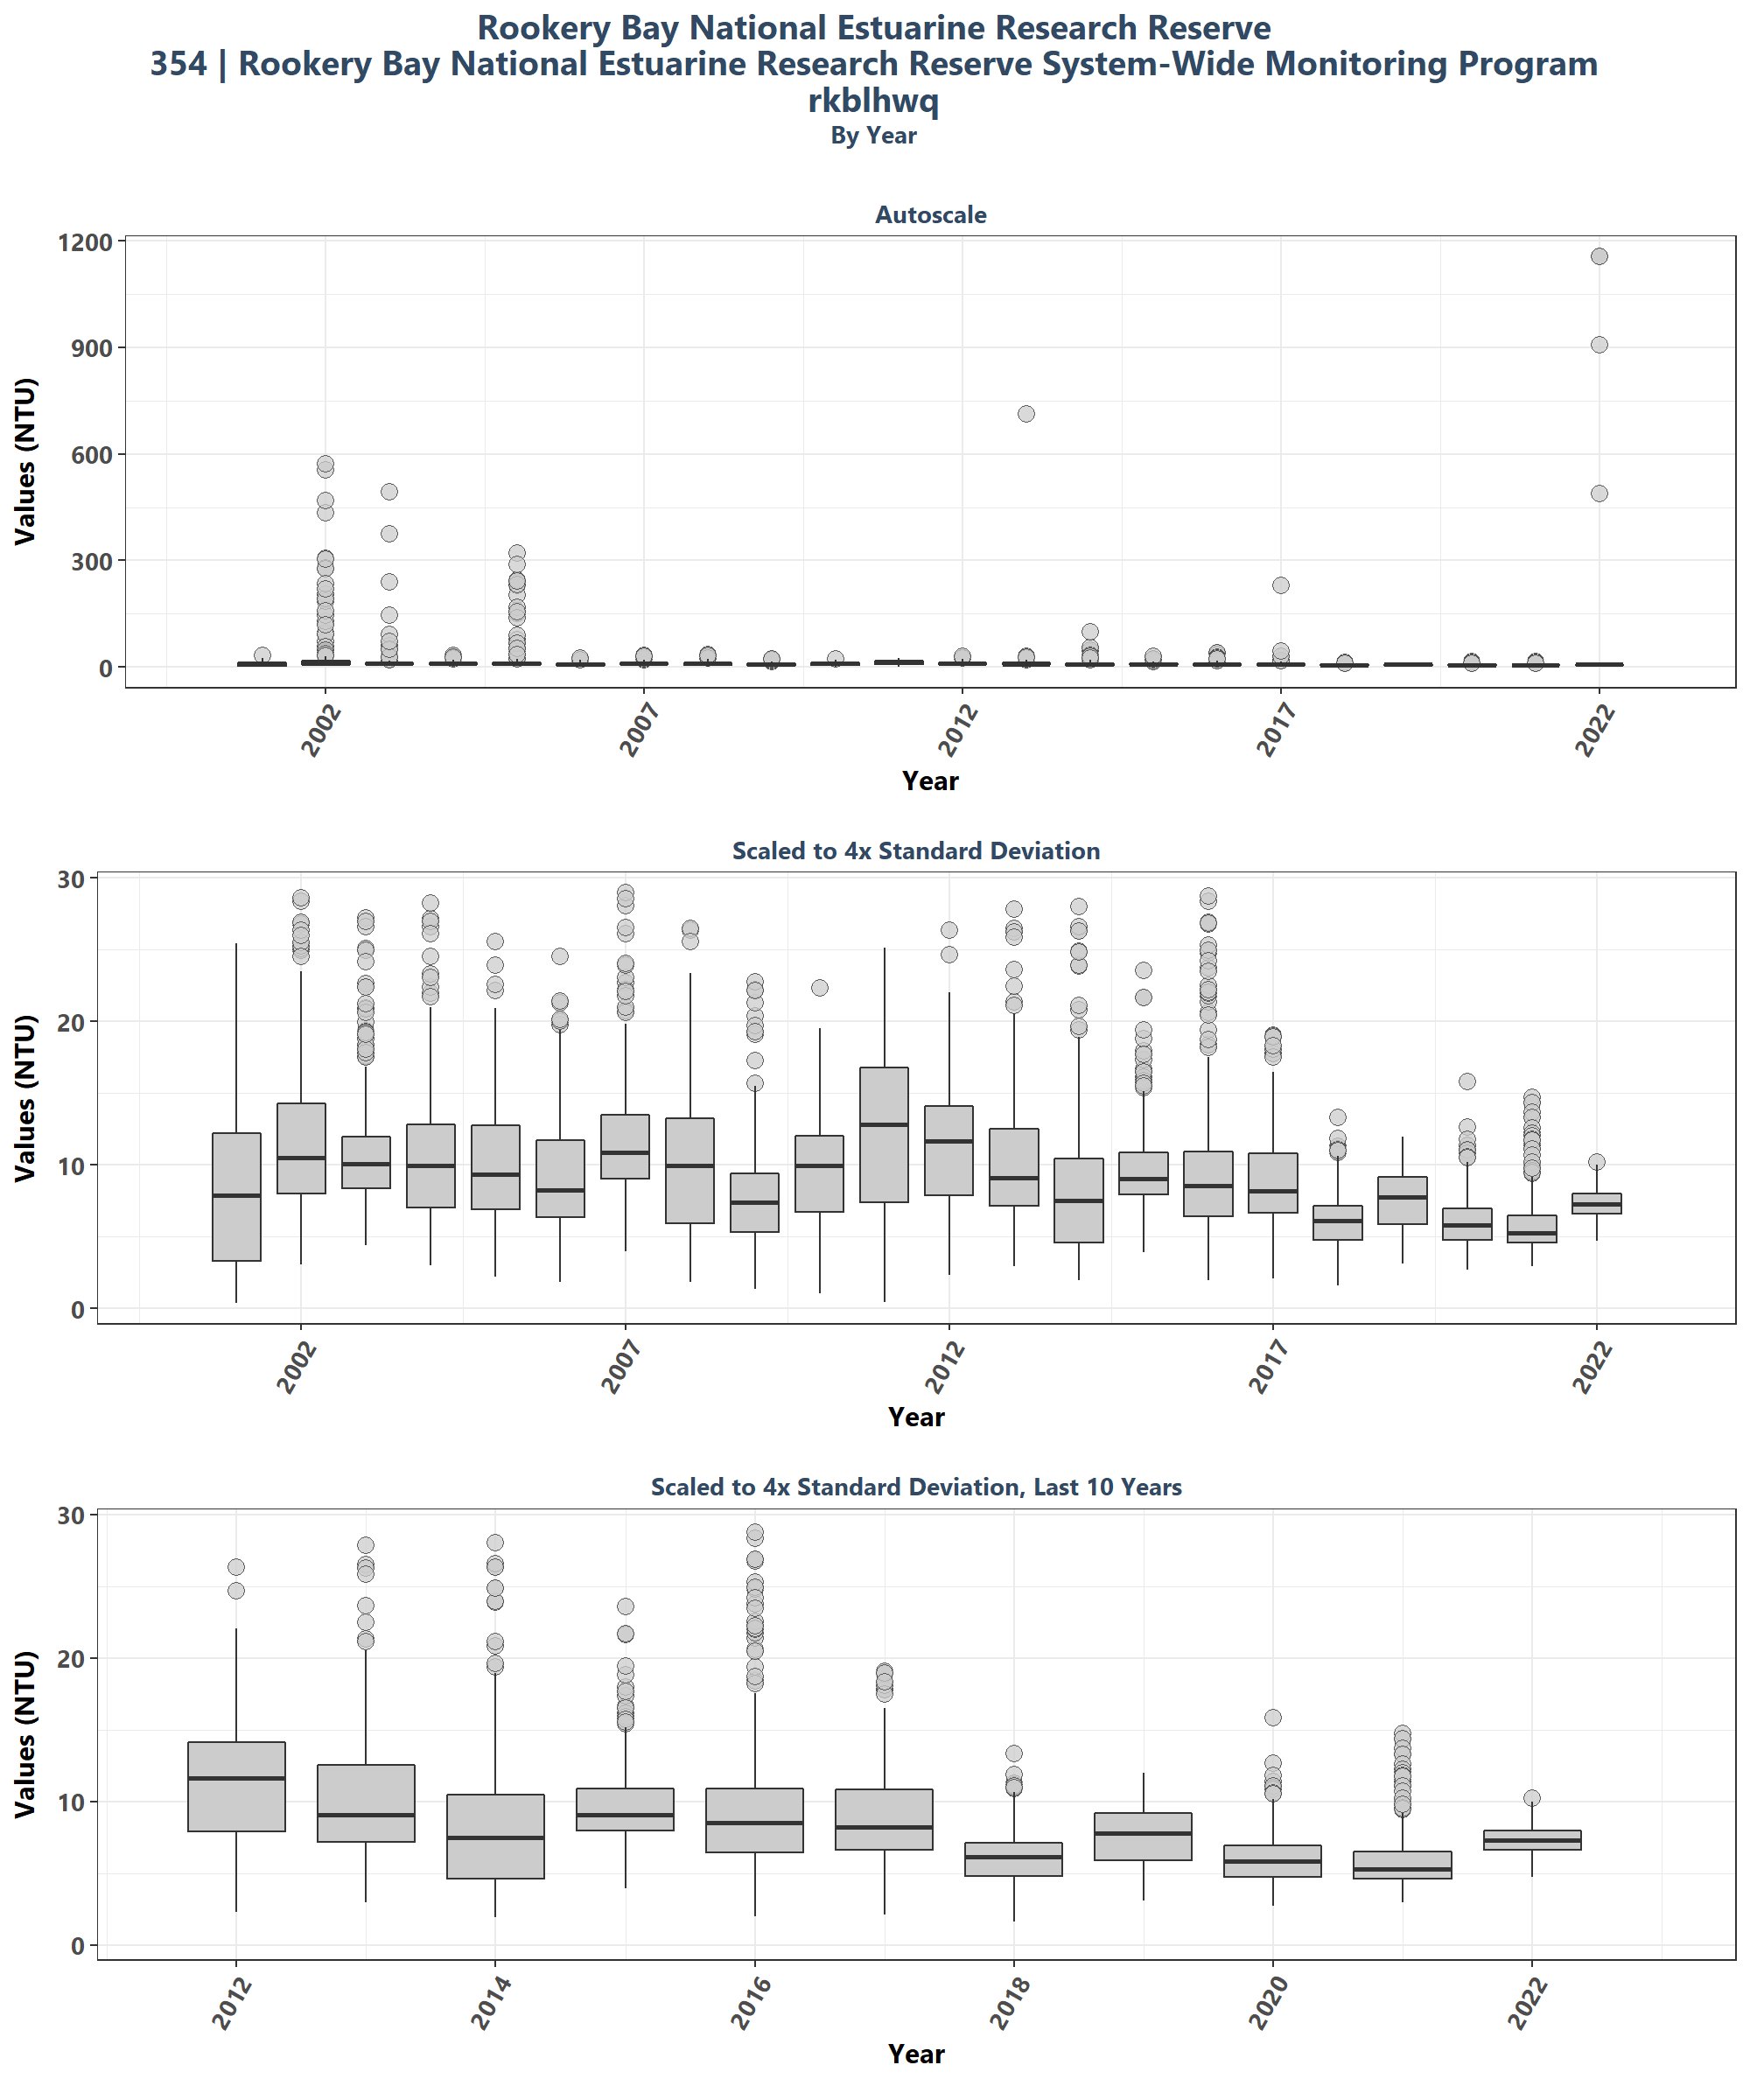 Rookery Bay National Estuarine Research Reserve
354 | Rookery Bay National Estuarine Research Reserve System-Wide Monitoring Program
rkblhwq
By Year
Autoscale
1200
900
600
300
0
Values (NTU)
2002
2007
2012
2017
2022
Year
Scaled to 4x Standard Deviation
30
20
10
0
Values (NTU)
2002
2007
2012
2017
2022
Year
Scaled to 4x Standard Deviation, Last 10 Years
30
20
10
0
Values (NTU)
2012
2014
2016
2018
2020
2022
Year